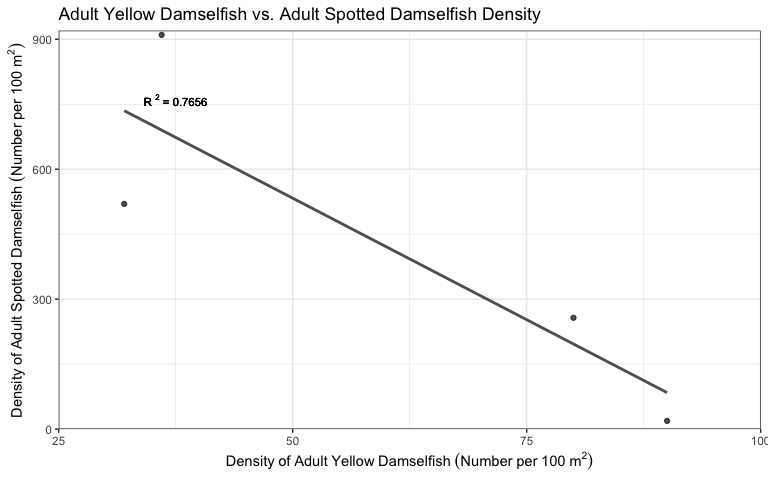 Adult Yellow Damselfish vs. Adult Spotted Damselfish Density
Density of Adult Spotted Damselfish (Number per 100 m²)
900
600
300
0
R ² = 0.7656
25
50
75
100
Density of Adult Yellow Damselfish (Number per 100 m²)